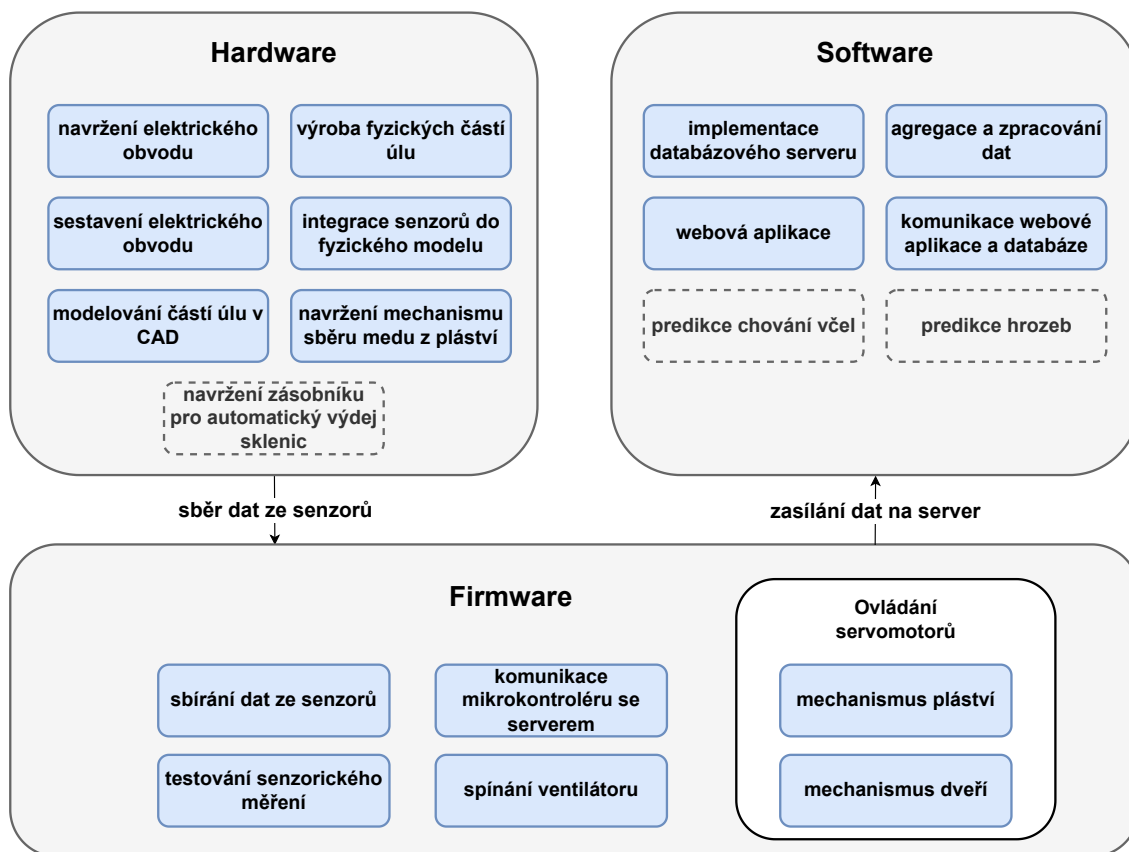 Hardware
navržení elektrického
obvodu
výroba fyzických částí
úlu
sestavení elektrického
obvodu
integrace senzorů do
fyzického modelu
modelování částí úlu v
CAD
navržení mechanismu
sběru medu z pláství
navržení zásobníku
pro automatický výdej
sklenic
Software
implementace
databázového serveru
agregace a zpracování
dat
webová aplikace
komunikace webové
aplikace a databáze
predikce chování včel
predikce hrozeb
sběr dat ze senzorů
zasílání dat na server
Firmware
sbírání dat ze senzorů
komunikace
mikrokontroléru se
serverem
testování senzorického
měření
spínání ventilátoru
Ovládání
servomotorů
mechanismus pláství
mechanismus dveří